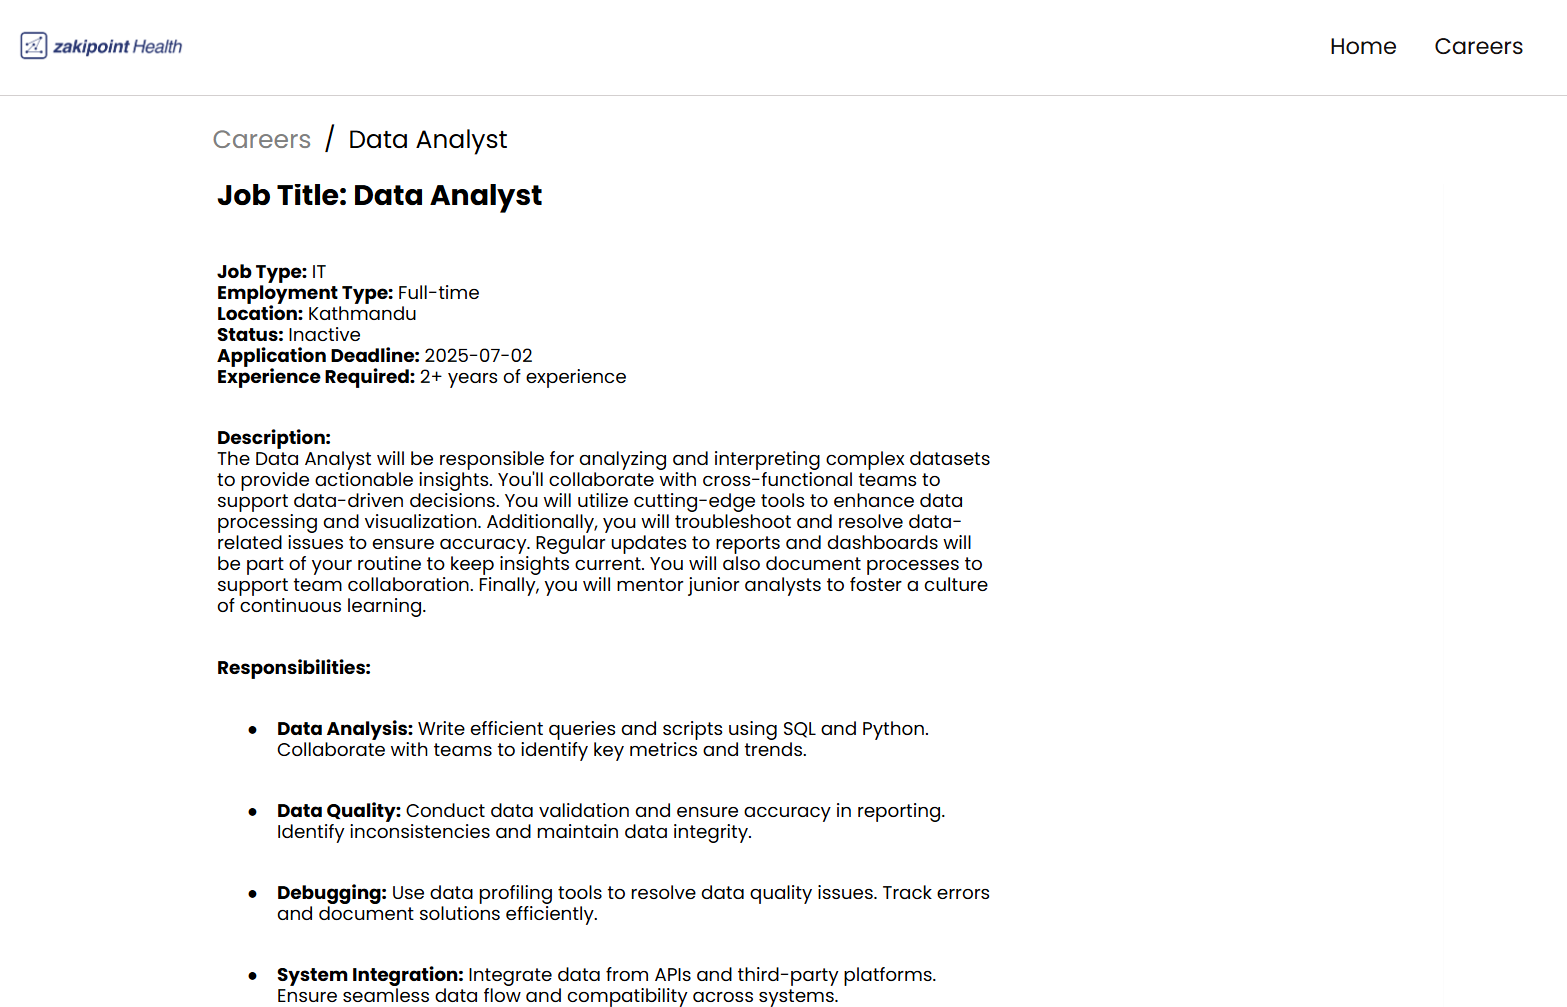 zakipoint Health
Home Careers
Careers / Data Analyst
Job Title: Data Analyst
Job Type: IT
Employment Type: Full-time
Location: Kathmandu
Status: Inactive
Application Deadline: 2025-07-02
Experience Required: 2+ years of experience
Description:
The Data Analyst will be responsible for analyzing and interpreting complex datasets
to provide actionable insights. You'll collaborate with cross-functional teams to
support data-driven decisions. You will utilize cutting-edge tools to enhance data
processing and visualization. Additionally, you will troubleshoot and resolve data-
related issues to ensure accuracy. Regular updates to reports and dashboards will
be part of your routine to keep insights current. You will also document processes to
support team collaboration. Finally, you will mentor junior analysts to foster a culture
of continuous learning.
Responsibilities:
● Data Analysis: Write efficient queries and scripts using SQL and Python.
Collaborate with teams to identify key metrics and trends.
● Data Quality: Conduct data validation and ensure accuracy in reporting.
Identify inconsistencies and maintain data integrity.
● Debugging: Use data profiling tools to resolve data quality issues. Track errors
and document solutions efficiently.
● System Integration: Integrate data from APIs and third-party platforms.
Ensure seamless data flow and compatibility across systems.